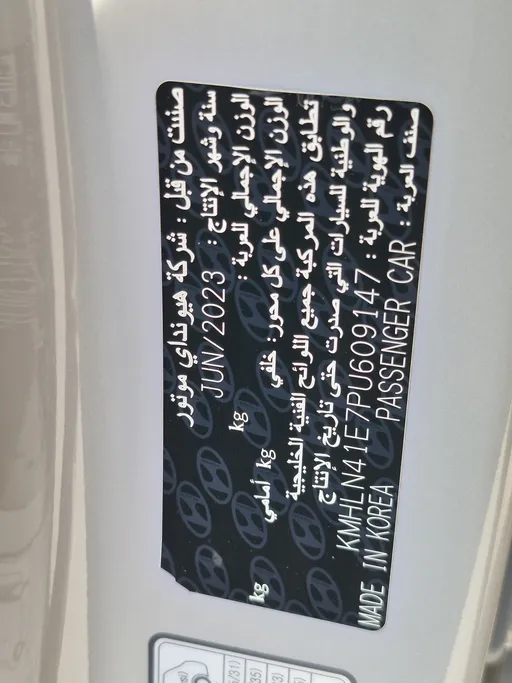 صنعت من قبل : شركة هيونداي موتور
سنة وشهر الإنتاج : JUN/2023
الوزن الإجمالي للعربة : kg
الوزن الإجمالي على كل محور: خلفي kg أمامي kg
تطابق هذه المركبة جميع اللوائح الفنية الخليجية
والوطنية للسيارات التي صدرت حتى تاريخ الإنتاج
رقم الهوية للعربة : KMHLN41E7PU609147
صنف العربة : PASSENGER CAR MADE IN KOREA